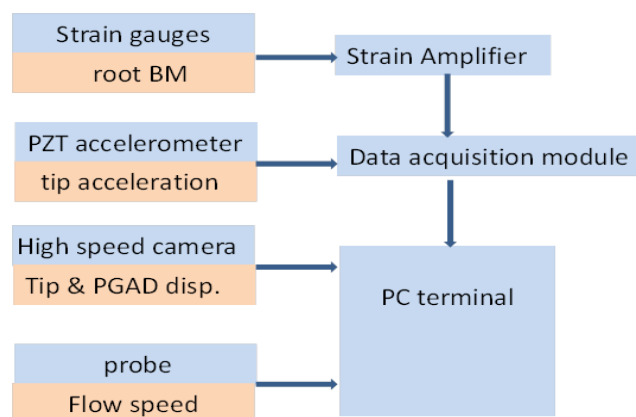 Strain gauges
root BM
Strain Amplifier
PZT accelerometer
tip acceleration
Data acquisition module
High speed camera
Tip & PGAD disp.
PC terminal
probe
Flow speed